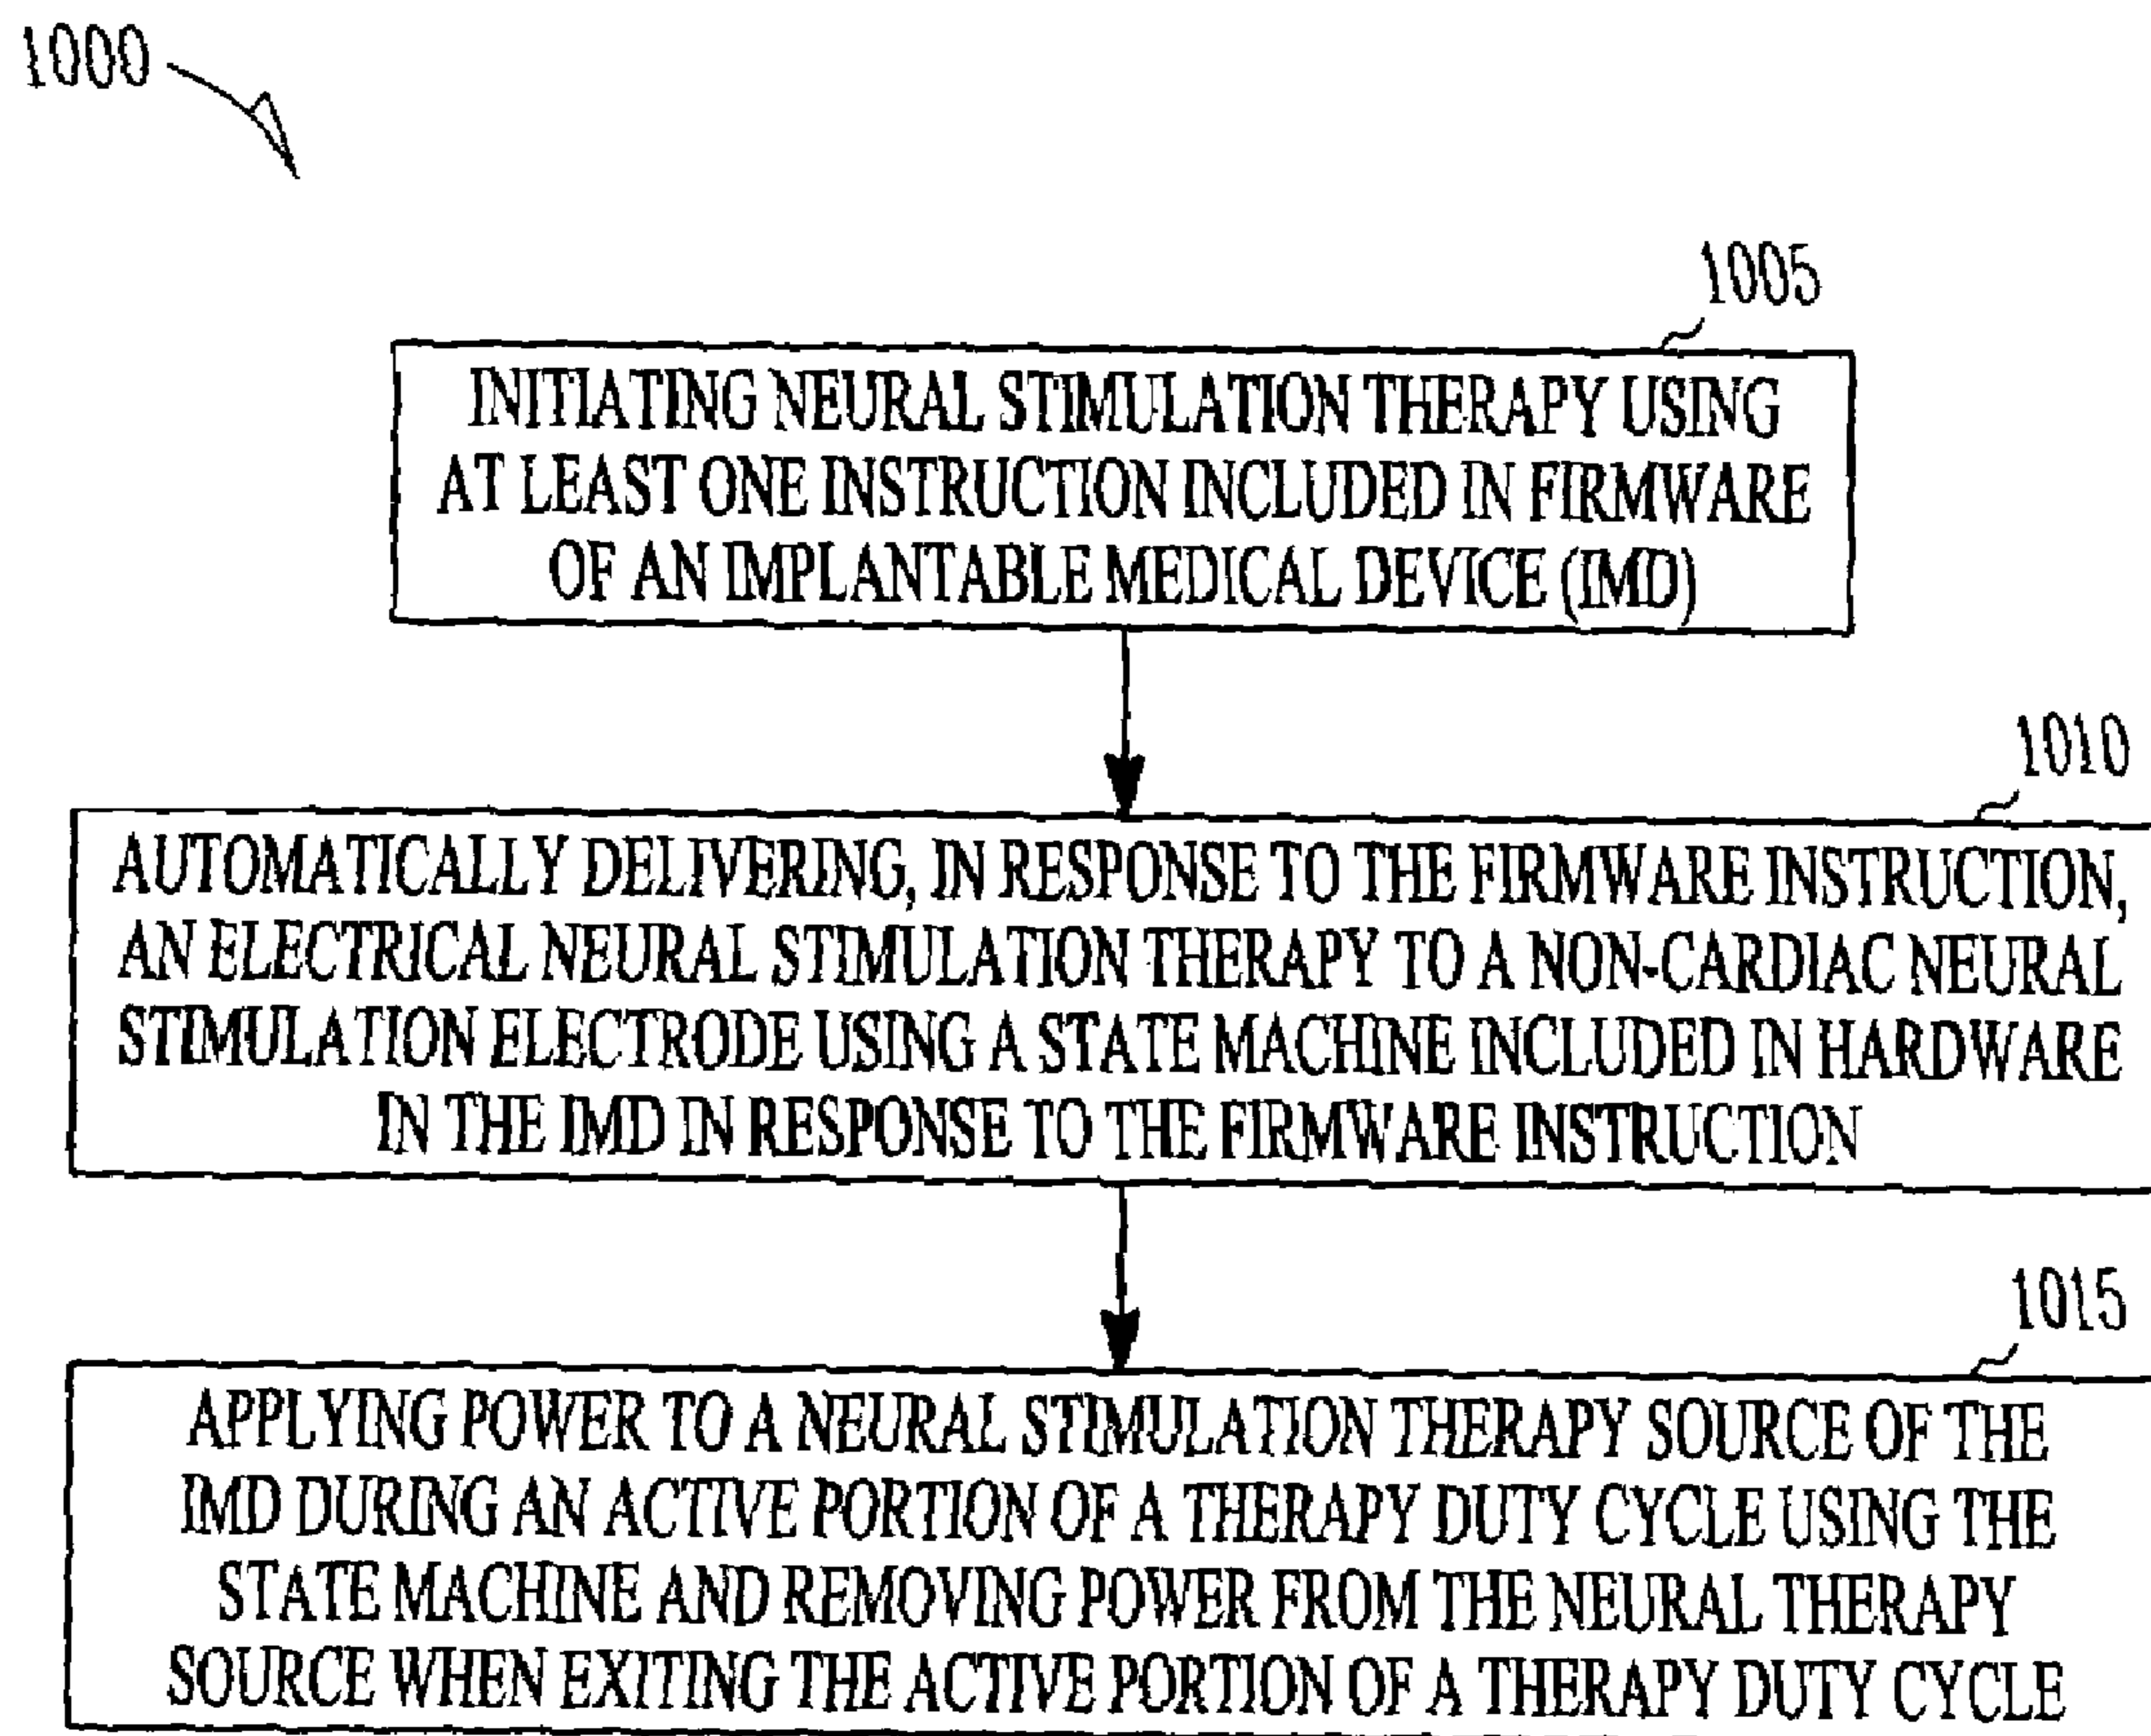 1000
1005
INITIATING NEURAL STIMULATION THERAPY USING
AT LEAST ONE INSTRUCTION INCLUDED IN FIRMWARE
OF AN IMPLANTABLE MEDICAL DEVICE (IMD)
1010
AUTOMATICALLY DELIVERING, IN RESPONSE TO THE FIRMWARE INSTRUCTION,
AN ELECTRICAL NEURAL STIMULATION THERAPY TO A NON-CARDIAC NEURAL
STIMULATION ELECTRODE USING A STATE MACHINE INCLUDED IN HARDWARE
IN THE IMD IN RESPONSE TO THE FIRMWARE INSTRUCTION
1015
APPLYING POWER TO A NEURAL STIMULATION THERAPY SOURCE OF THE
IMD DURING AN ACTIVE PORTION OF A THERAPY DUTY CYCLE USING THE
STATE MACHINE AND REMOVING POWER FROM THE NEURAL THERAPY
SOURCE WHEN EXITING THE ACTIVE PORTION OF A THERAPY DUTY CYCLE